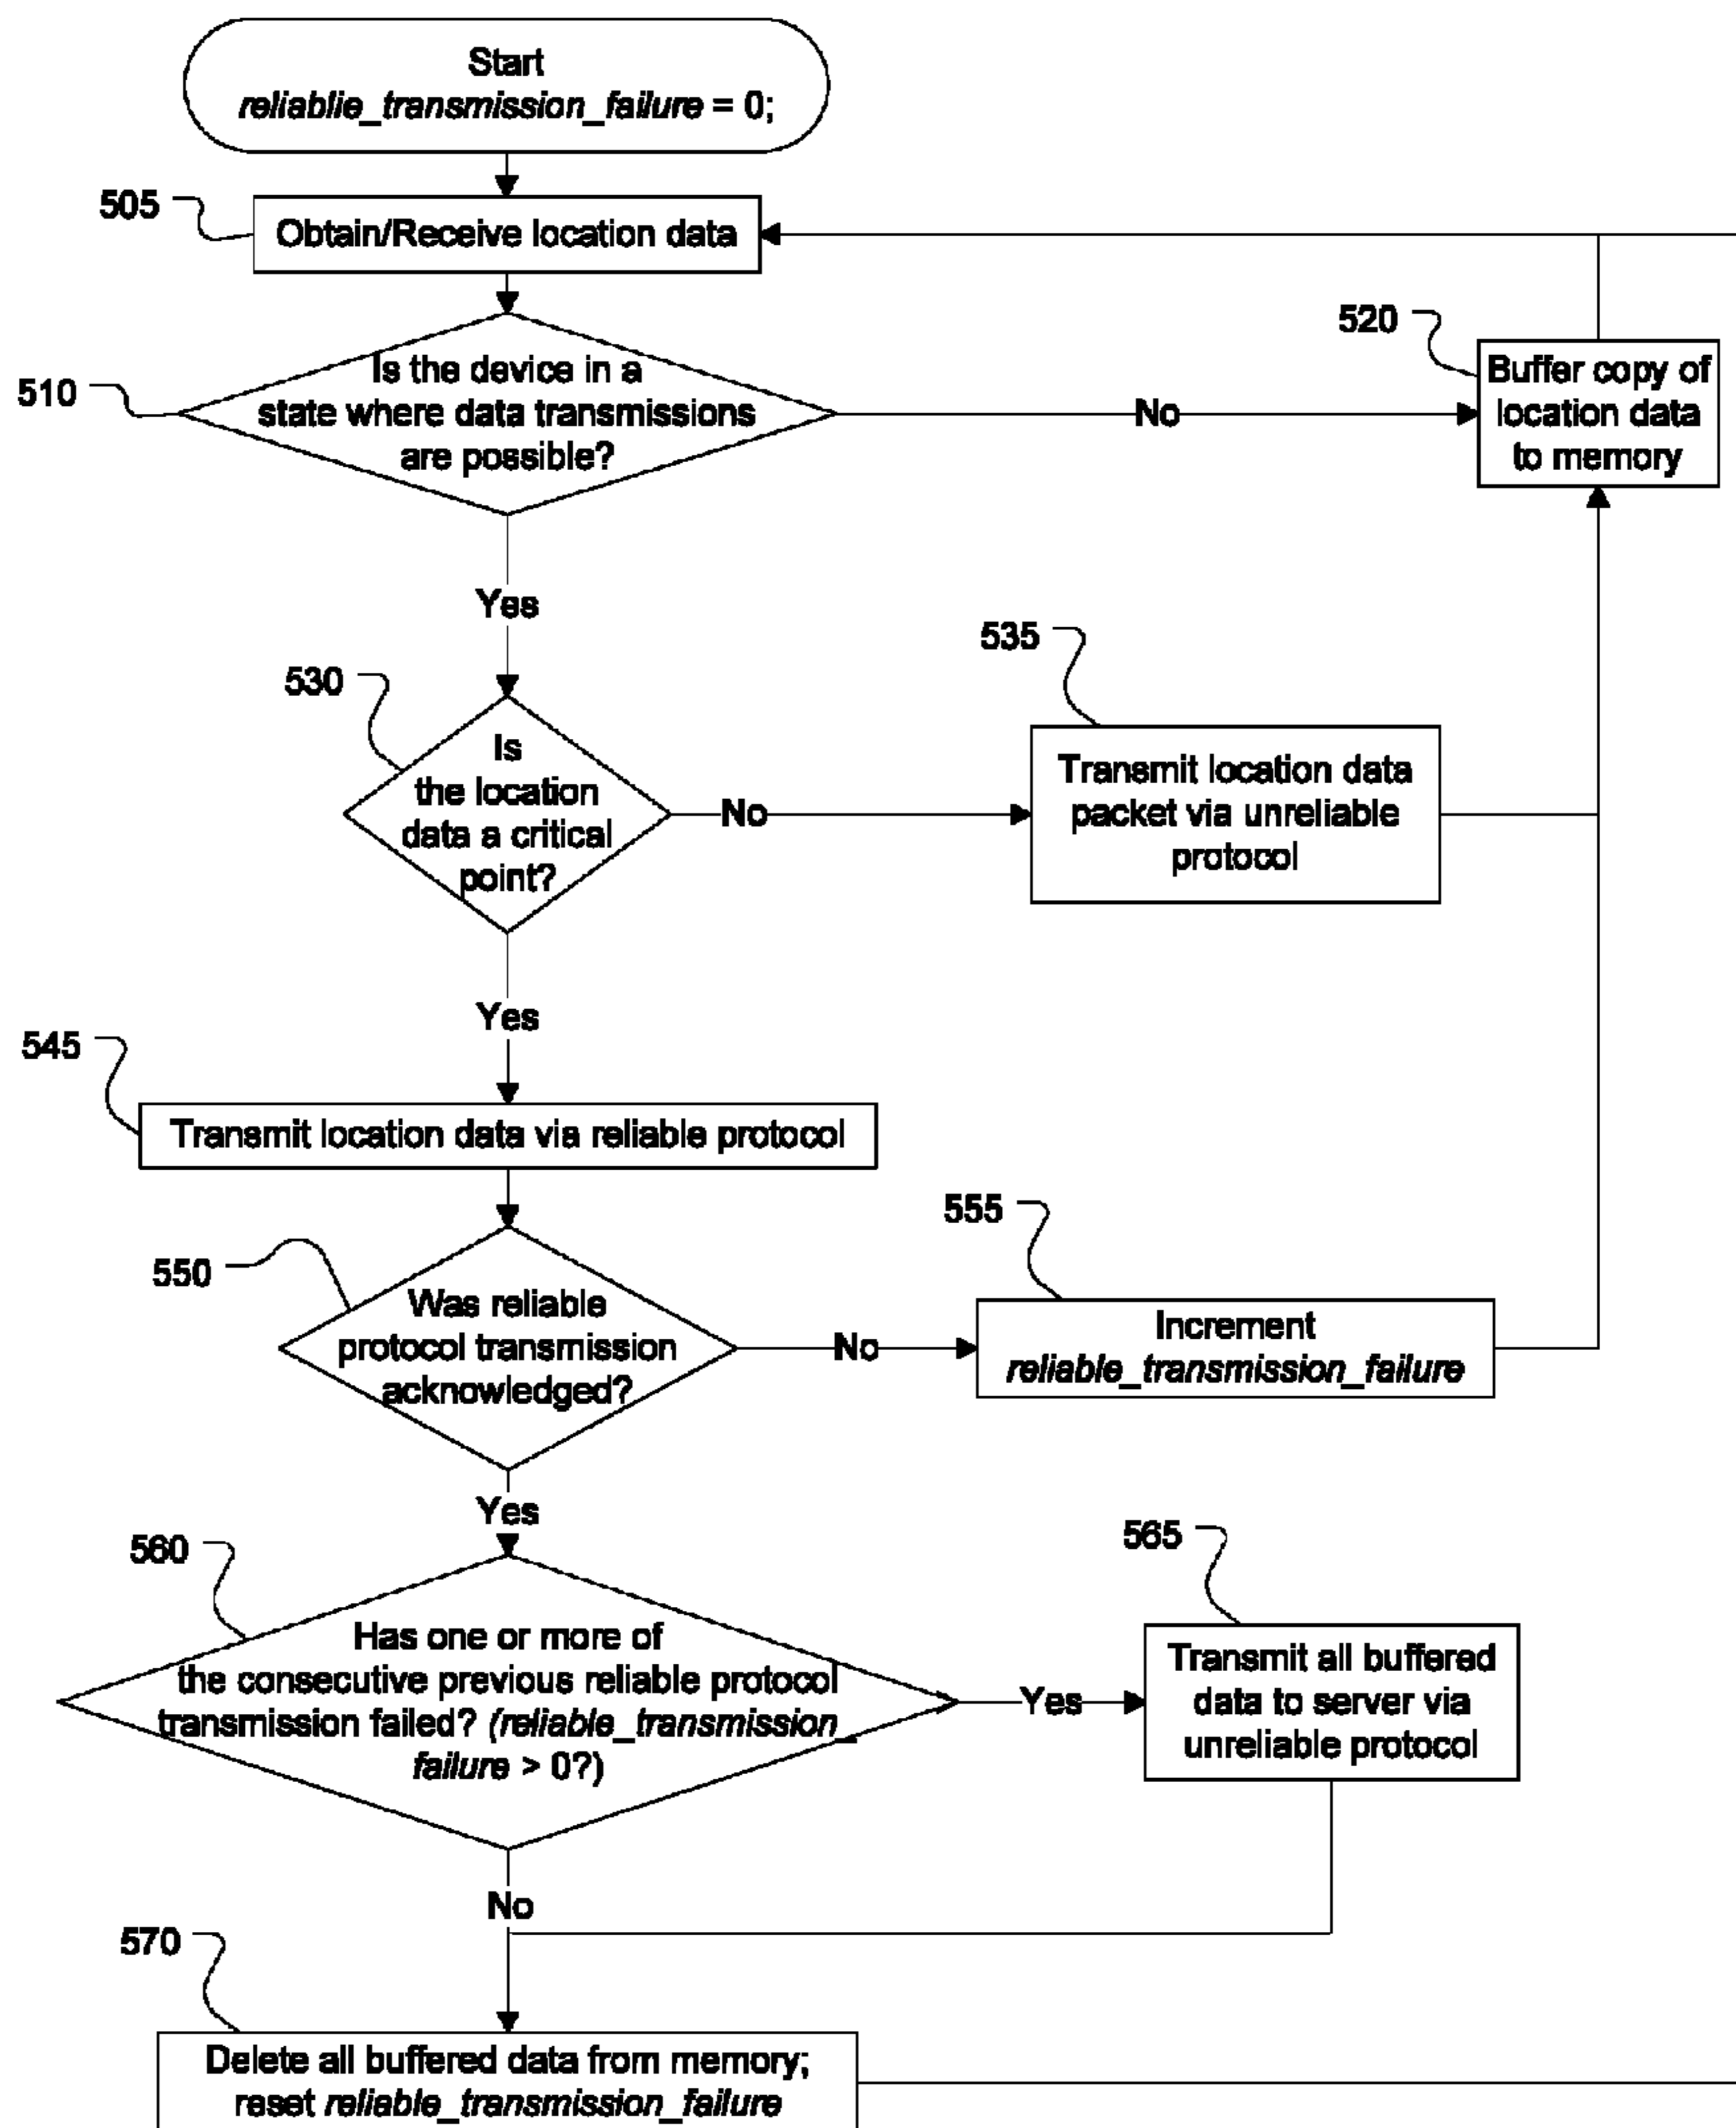 Start
reliablie_transmission_failure = 0;
505
Obtain/Receive location data
510
Is the device in a
state where data transmissions
are possible?
No
520
Buffer copy of
location data
to memory
Yes
530
Is
the location
data a critical
point?
No
535
Transmit location data
packet via unreliable
protocol
Yes
545
Transmit location data via reliable protocol
550
Was reliable
protocol transmission
acknowledged?
No
555
Increment
reliable_transmission_failure
Yes
560
Has one or more of
the consecutive previous reliable protocol
transmission failed? (reliable_transmission_
failure > 0?)
Yes
565
Transmit all buffered
data to server via
unreliable protocol
No
570
Delete all buffered data from memory;
reset reliable_transmission_failure